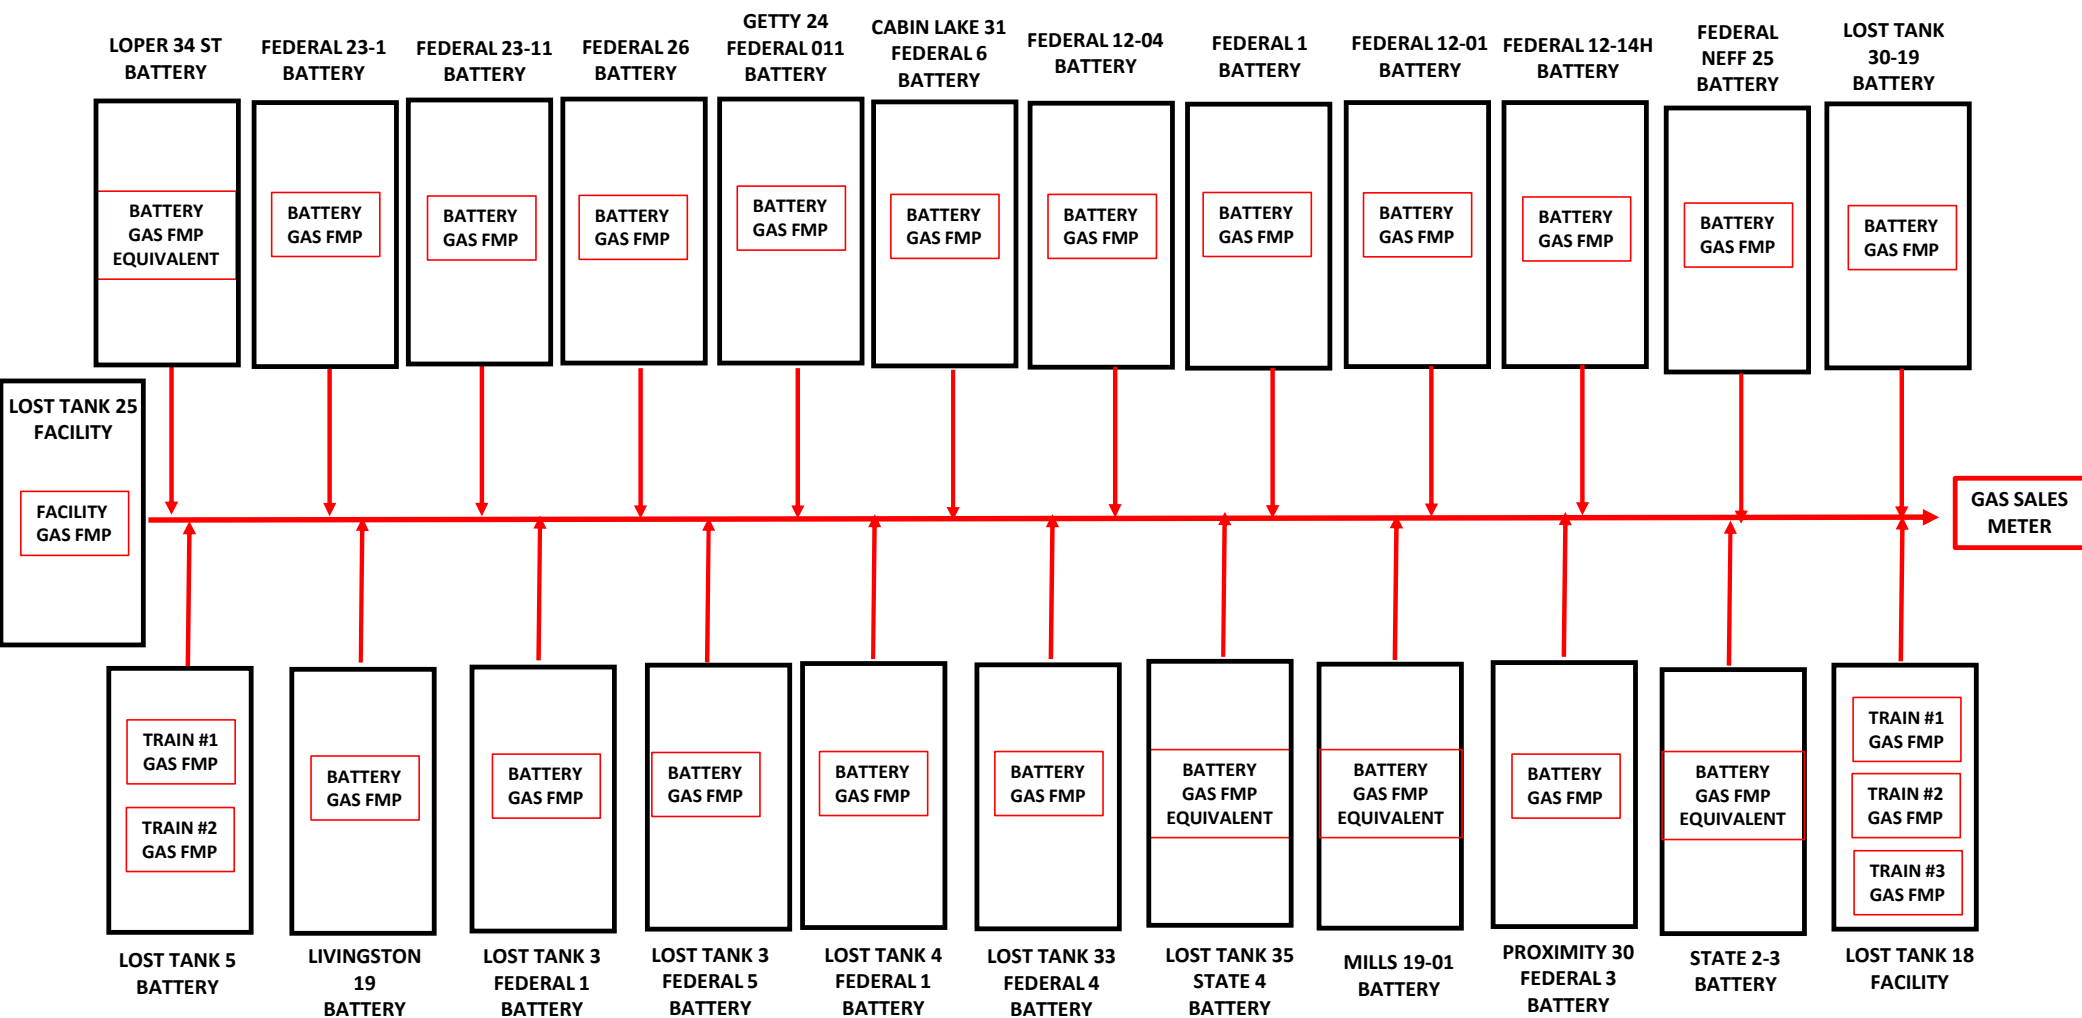 LOPER 34 ST
BATTERY
FEDERAL 23-1
BATTERY
FEDERAL 23-11
BATTERY
FEDERAL 26
BATTERY
GETTY 24
FEDERAL 011
BATTERY
CABIN LAKE 31
FEDERAL 6
BATTERY
FEDERAL 12-04
BATTERY
FEDERAL 1
BATTERY
FEDERAL 12-01
BATTERY
FEDERAL 12-14H
BATTERY
FEDERAL
NEFF 25
BATTERY
LOST TANK
30-19
BATTERY
BATTERY
GAS FMP
EQUIVALENT
BATTERY
GAS FMP
BATTERY
GAS FMP
BATTERY
GAS FMP
BATTERY
GAS FMP
BATTERY
GAS FMP
BATTERY
GAS FMP
BATTERY
GAS FMP
BATTERY
GAS FMP
BATTERY
GAS FMP
BATTERY
GAS FMP
BATTERY
GAS FMP
LOST TANK 25
FACILITY
FACILITY
GAS FMP
GAS SALES
METER
TRAIN #1
GAS FMP
TRAIN #2
GAS FMP
BATTERY
GAS FMP
BATTERY
GAS FMP
BATTERY
GAS FMP
BATTERY
GAS FMP
BATTERY
GAS FMP
BATTERY
GAS FMP
EQUIVALENT
BATTERY
GAS FMP
EQUIVALENT
BATTERY
GAS FMP
BATTERY
GAS FMP
EQUIVALENT
TRAIN #1
GAS FMP
TRAIN #2
GAS FMP
TRAIN #3
GAS FMP
LOST TANK 5
BATTERY
LIVINGSTON
19
BATTERY
LOST TANK 3
FEDERAL 1
BATTERY
LOST TANK 3
FEDERAL 5
BATTERY
LOST TANK 4
FEDERAL 1
BATTERY
LOST TANK 33
FEDERAL 4
BATTERY
LOST TANK 35
STATE 4
BATTERY
MILLS 19-01
BATTERY
PROXIMITY 30
FEDERAL 3
BATTERY
STATE 2-3
BATTERY
LOST TANK 18
FACILITY